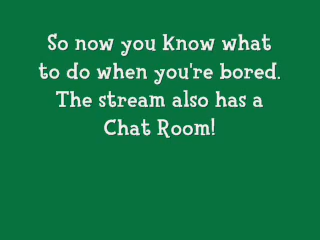 So now you know what
to do when you're bored.
The stream also has a
Chat Room!